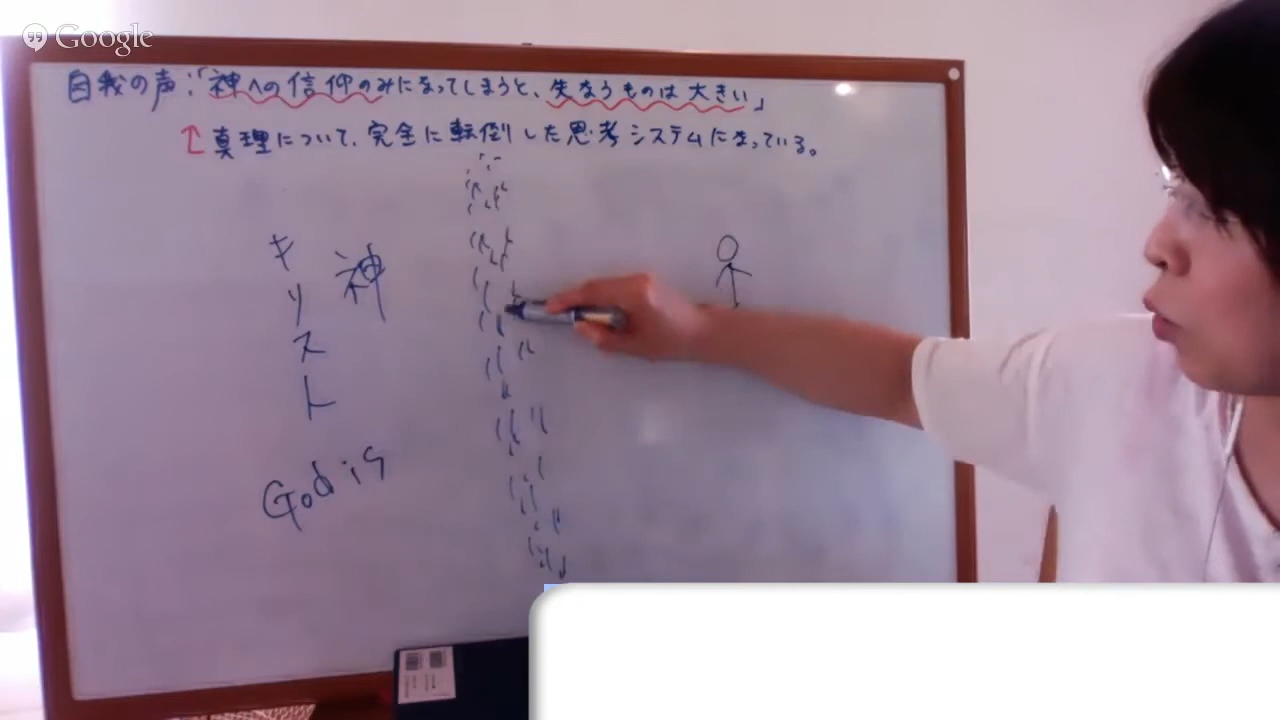 Google
自我の声:「神への信仰のみになってしまうと、失なうものは大きい」
↑真理について、完全に転倒した思考システムになっている。
キリスト
神
God is